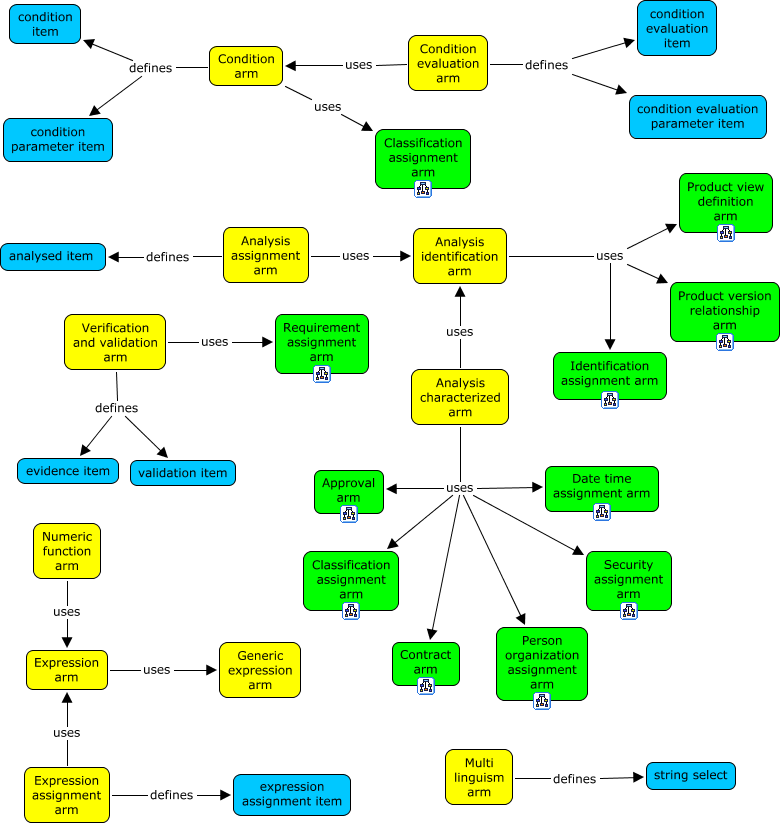 condition
item
condition
evaluation
item
defines
Condition
arm
uses
Condition
evaluation
arm
defines
condition
parameter item
uses
condition evaluation
parameter item
Classification
assignment
arm
Product view
definition
arm
analysed item
defines
Analysis
assignment
arm
uses
Analysis
identification
arm
uses
Product version
relationship
arm
Verification
and validation
arm
uses
Requirement
assignment
arm
uses
Identification
assignment arm
defines
Analysis
characterized
arm
evidence item
validation item
Approval
arm
uses
Date time
assignment arm
Numeric
function
arm
Classification
assignment
arm
Security
assignment
arm
uses
Expression
arm
uses
Generic
expression
arm
Contract
arm
Person
organization
assignment
arm
uses
Expression
assignment
arm
defines
expression
assignment item
Multi
linguism
arm
defines
string select